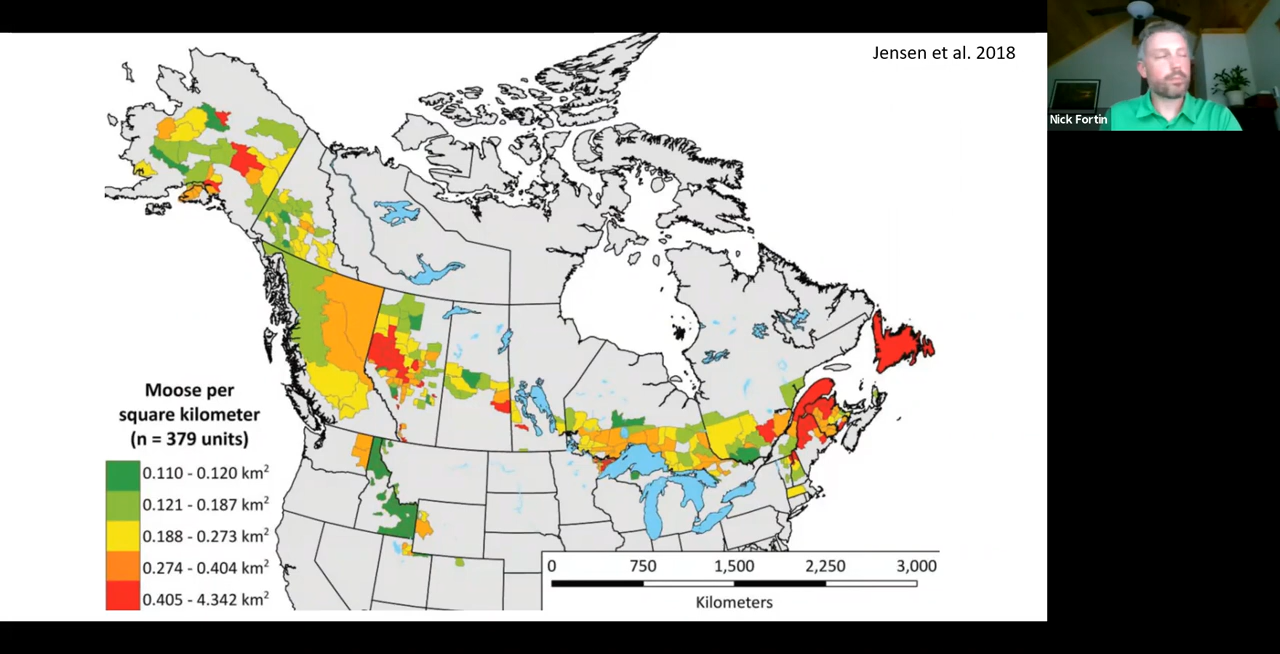 Jensen et al. 2018
Nick Fortin
Moose per
square kilometer
(n = 379 units)
0.110 - 0.120 km²
0.121 - 0.187 km²
0.188 - 0.273 km²
0.274 - 0.404 km²
0.405 - 4.342 km²
0 750 1,500 2,250 3,000
Kilometers